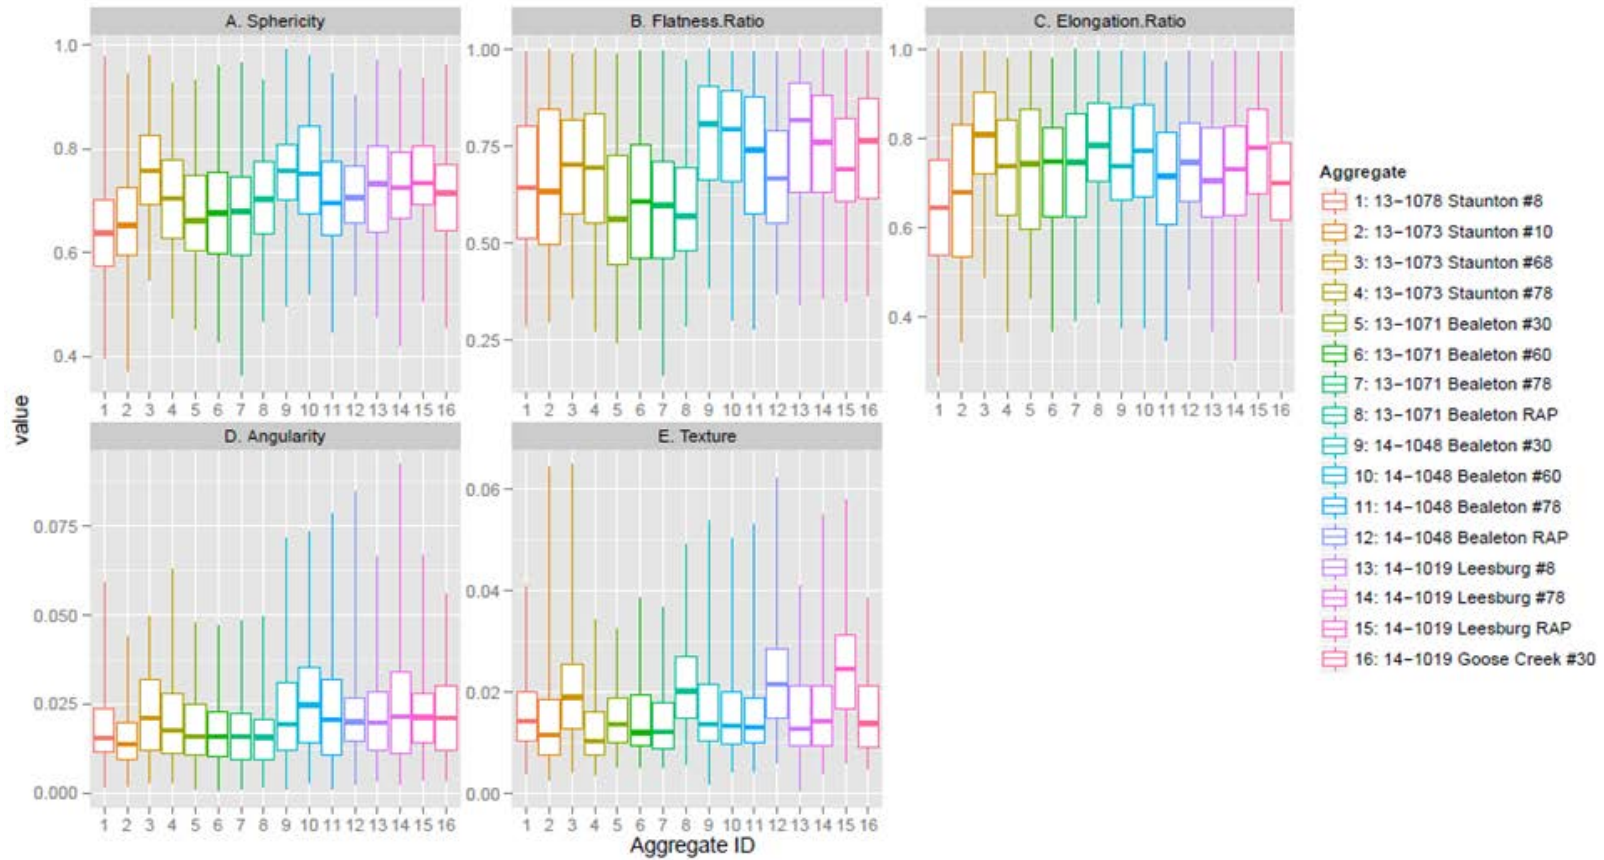 A. Sphericity
B. Flatness.Ratio
C. Elongation.Ratio
1.0
0.8
0.6
0.4
1.00
0.75
0.50
0.25
1.0
0.8
0.6
0.4
1 2 3 4 5 6 7 8 9 10 11 12 13 14 15 16
1 2 3 4 5 6 7 8 9 10 11 12 13 14 15 16
1 2 3 4 5 6 7 8 9 10 11 12 13 14 15 16
value
D. Angularity
E. Texture
0.075
0.050
0.025
0.000
0.06
0.04
0.02
0.00
1 2 3 4 5 6 7 8 9 10 11 12 13 14 15 16
1 2 3 4 5 6 7 8 9 10 11 12 13 14 15 16
Aggregate ID
Aggregate
1: 13−1078 Staunton #8
2: 13−1073 Staunton #10
3: 13−1073 Staunton #68
4: 13−1073 Staunton #78
5: 13−1071 Bealeton #30
6: 13−1071 Bealeton #60
7: 13−1071 Bealeton #78
8: 13−1071 Bealeton RAP
9: 14−1048 Bealeton #30
10: 14−1048 Bealeton #60
11: 14−1048 Bealeton #78
12: 14−1048 Bealeton RAP
13: 14−1019 Leesburg #8
14: 14−1019 Leesburg #78
15: 14−1019 Leesburg RAP
16: 14−1019 Goose Creek #30